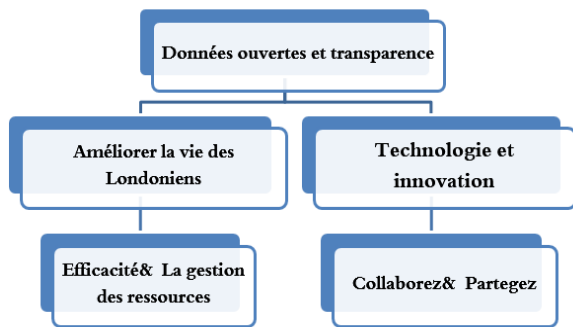 Données ouvertes et transparence
Améliorer la vie des
Londoniens
Technologie et
innovation
Efficacité& La gestion
des ressources
Collaborez& Partegez